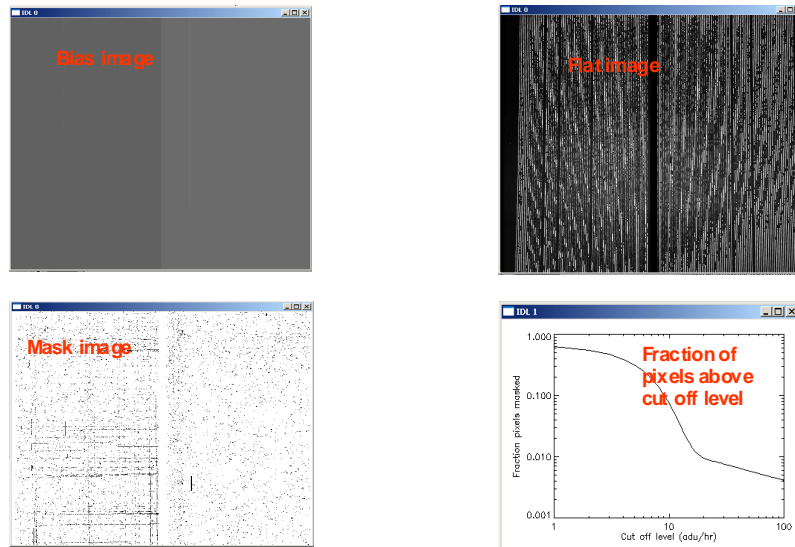 IDL 0
Bias image
IDL 0
Flat image
IDL 0
Mask image
IDL 1
Fraction of
pixels above
cut off level
1.000
0.100
0.010
0.001
Fraction pixels masked
1
10
100
Cut off level (adu/hr)